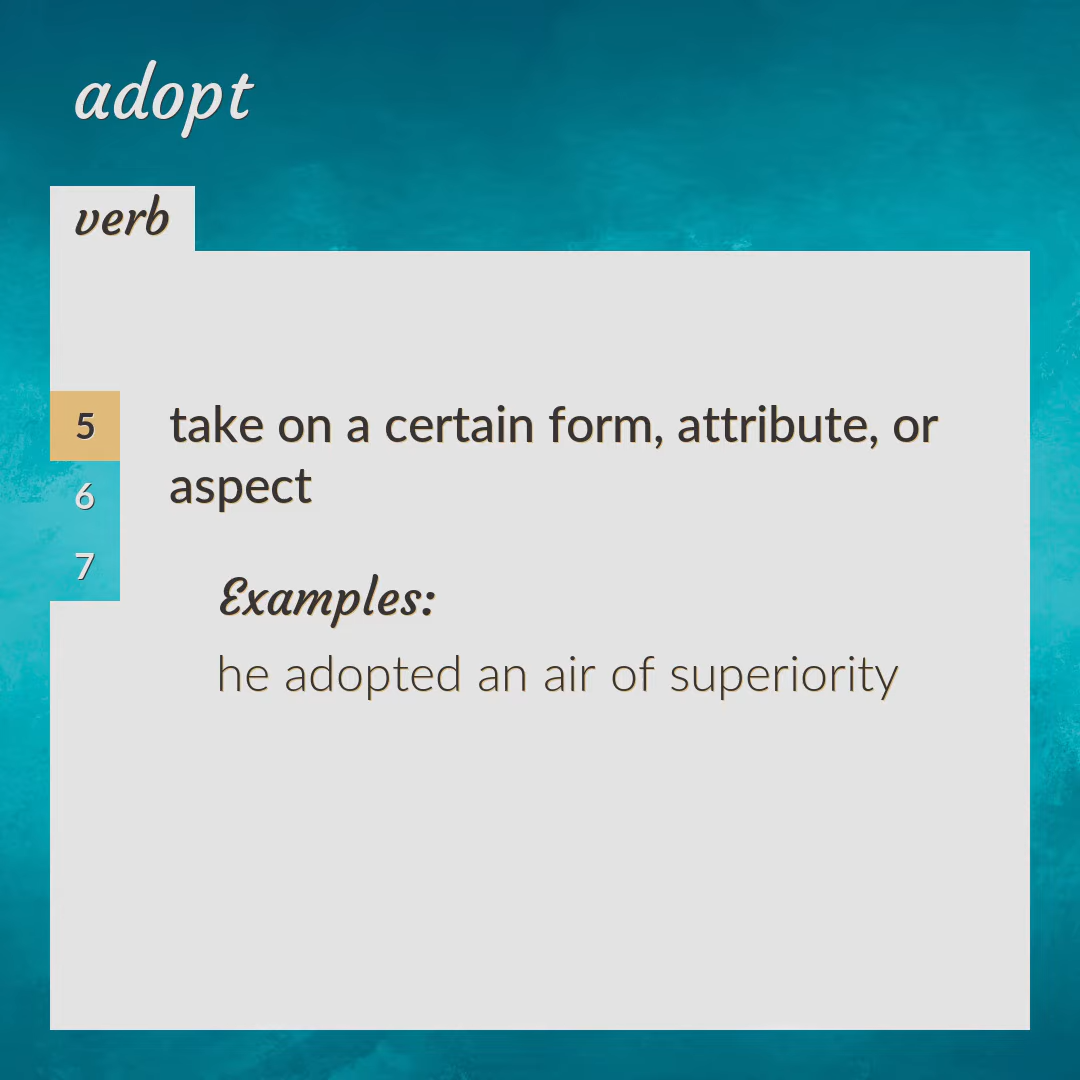 adopt
verb
5
take on a certain form, attribute, or
aspect
6
7
Examples:
he adopted an air of superiority